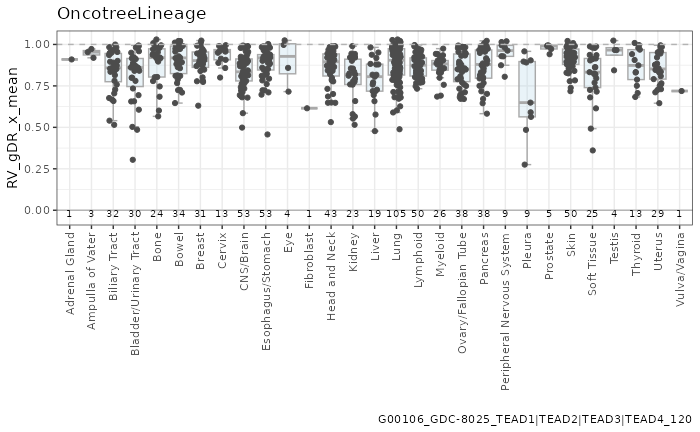 OncotreeLineage
RV_gDR_x_mean
1.00
0.75
0.50
0.25
0.00
1 3 32 30 24 34 31 13 53 53 4 1 43 23 19 105 50 26 38 38 9 9 5 50 25 4 13 29 1
Adrenal Gland
Ampulla of Vater
Biliary Tract
Bladder/Urinary Tract
Bone
Bowel
Breast
Cervix
CNS/Brain
Esophagus/Stomach
Eye
Fibroblast
Head and Neck
Kidney
Liver
Lung
Lymphoid
Myeloid
Ovary/Fallopian Tube
Pancreas
Peripheral Nervous System
Pleura
Prostate
Skin
Soft Tissue
Testis
Thyroid
Uterus
Vulva/Vagina
G00106_GDC-8025_TEAD1|TEAD2|TEAD3|TEAD4_120